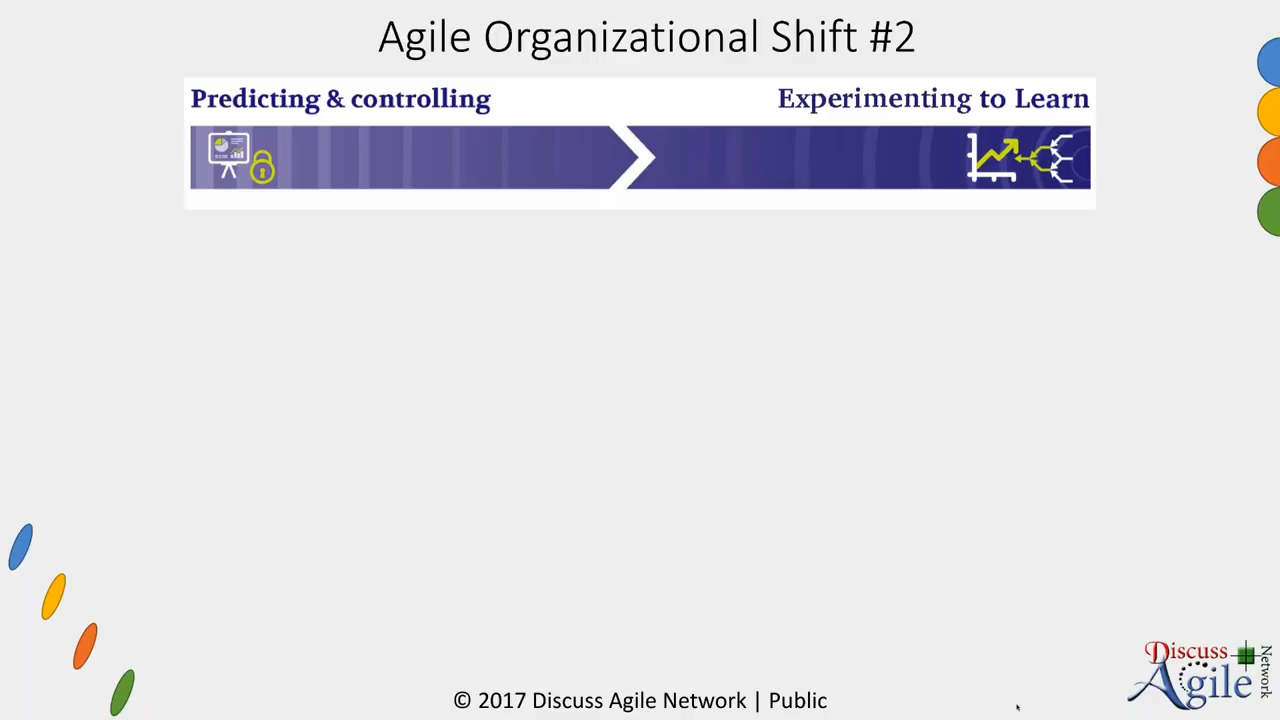 Agile Organizational Shift #2
Predicting & controlling
Experimenting to Learn
© 2017 Discuss Agile Network | Public
Discuss
Agile
Network